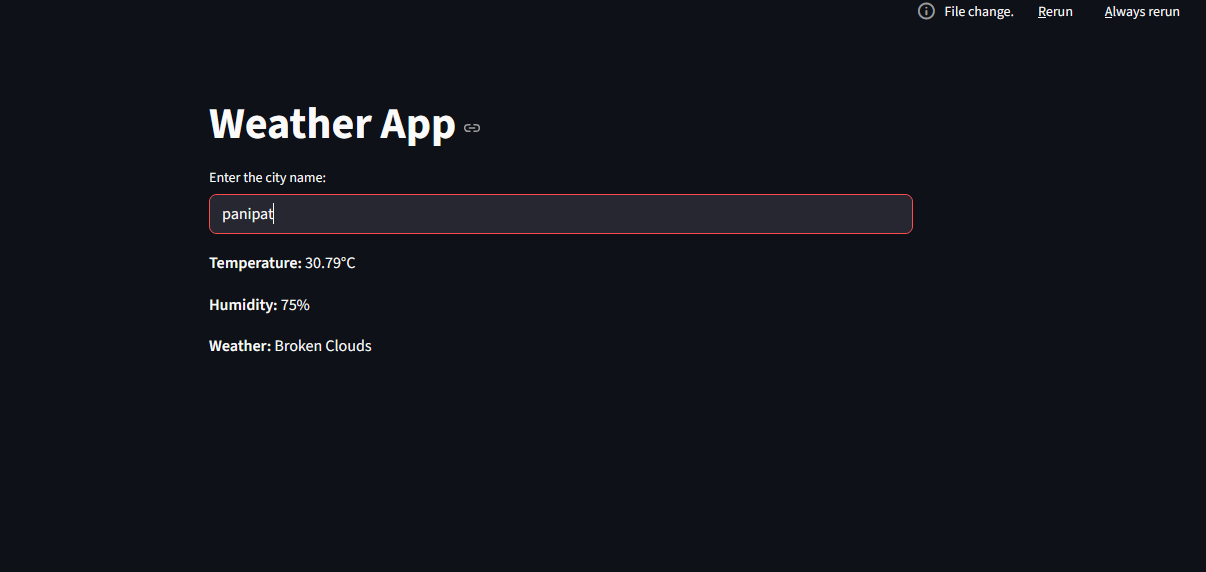 File change. Rerun Always rerun
Weather App
Enter the city name:
panipat
Temperature: 30.79°C
Humidity: 75%
Weather: Broken Clouds